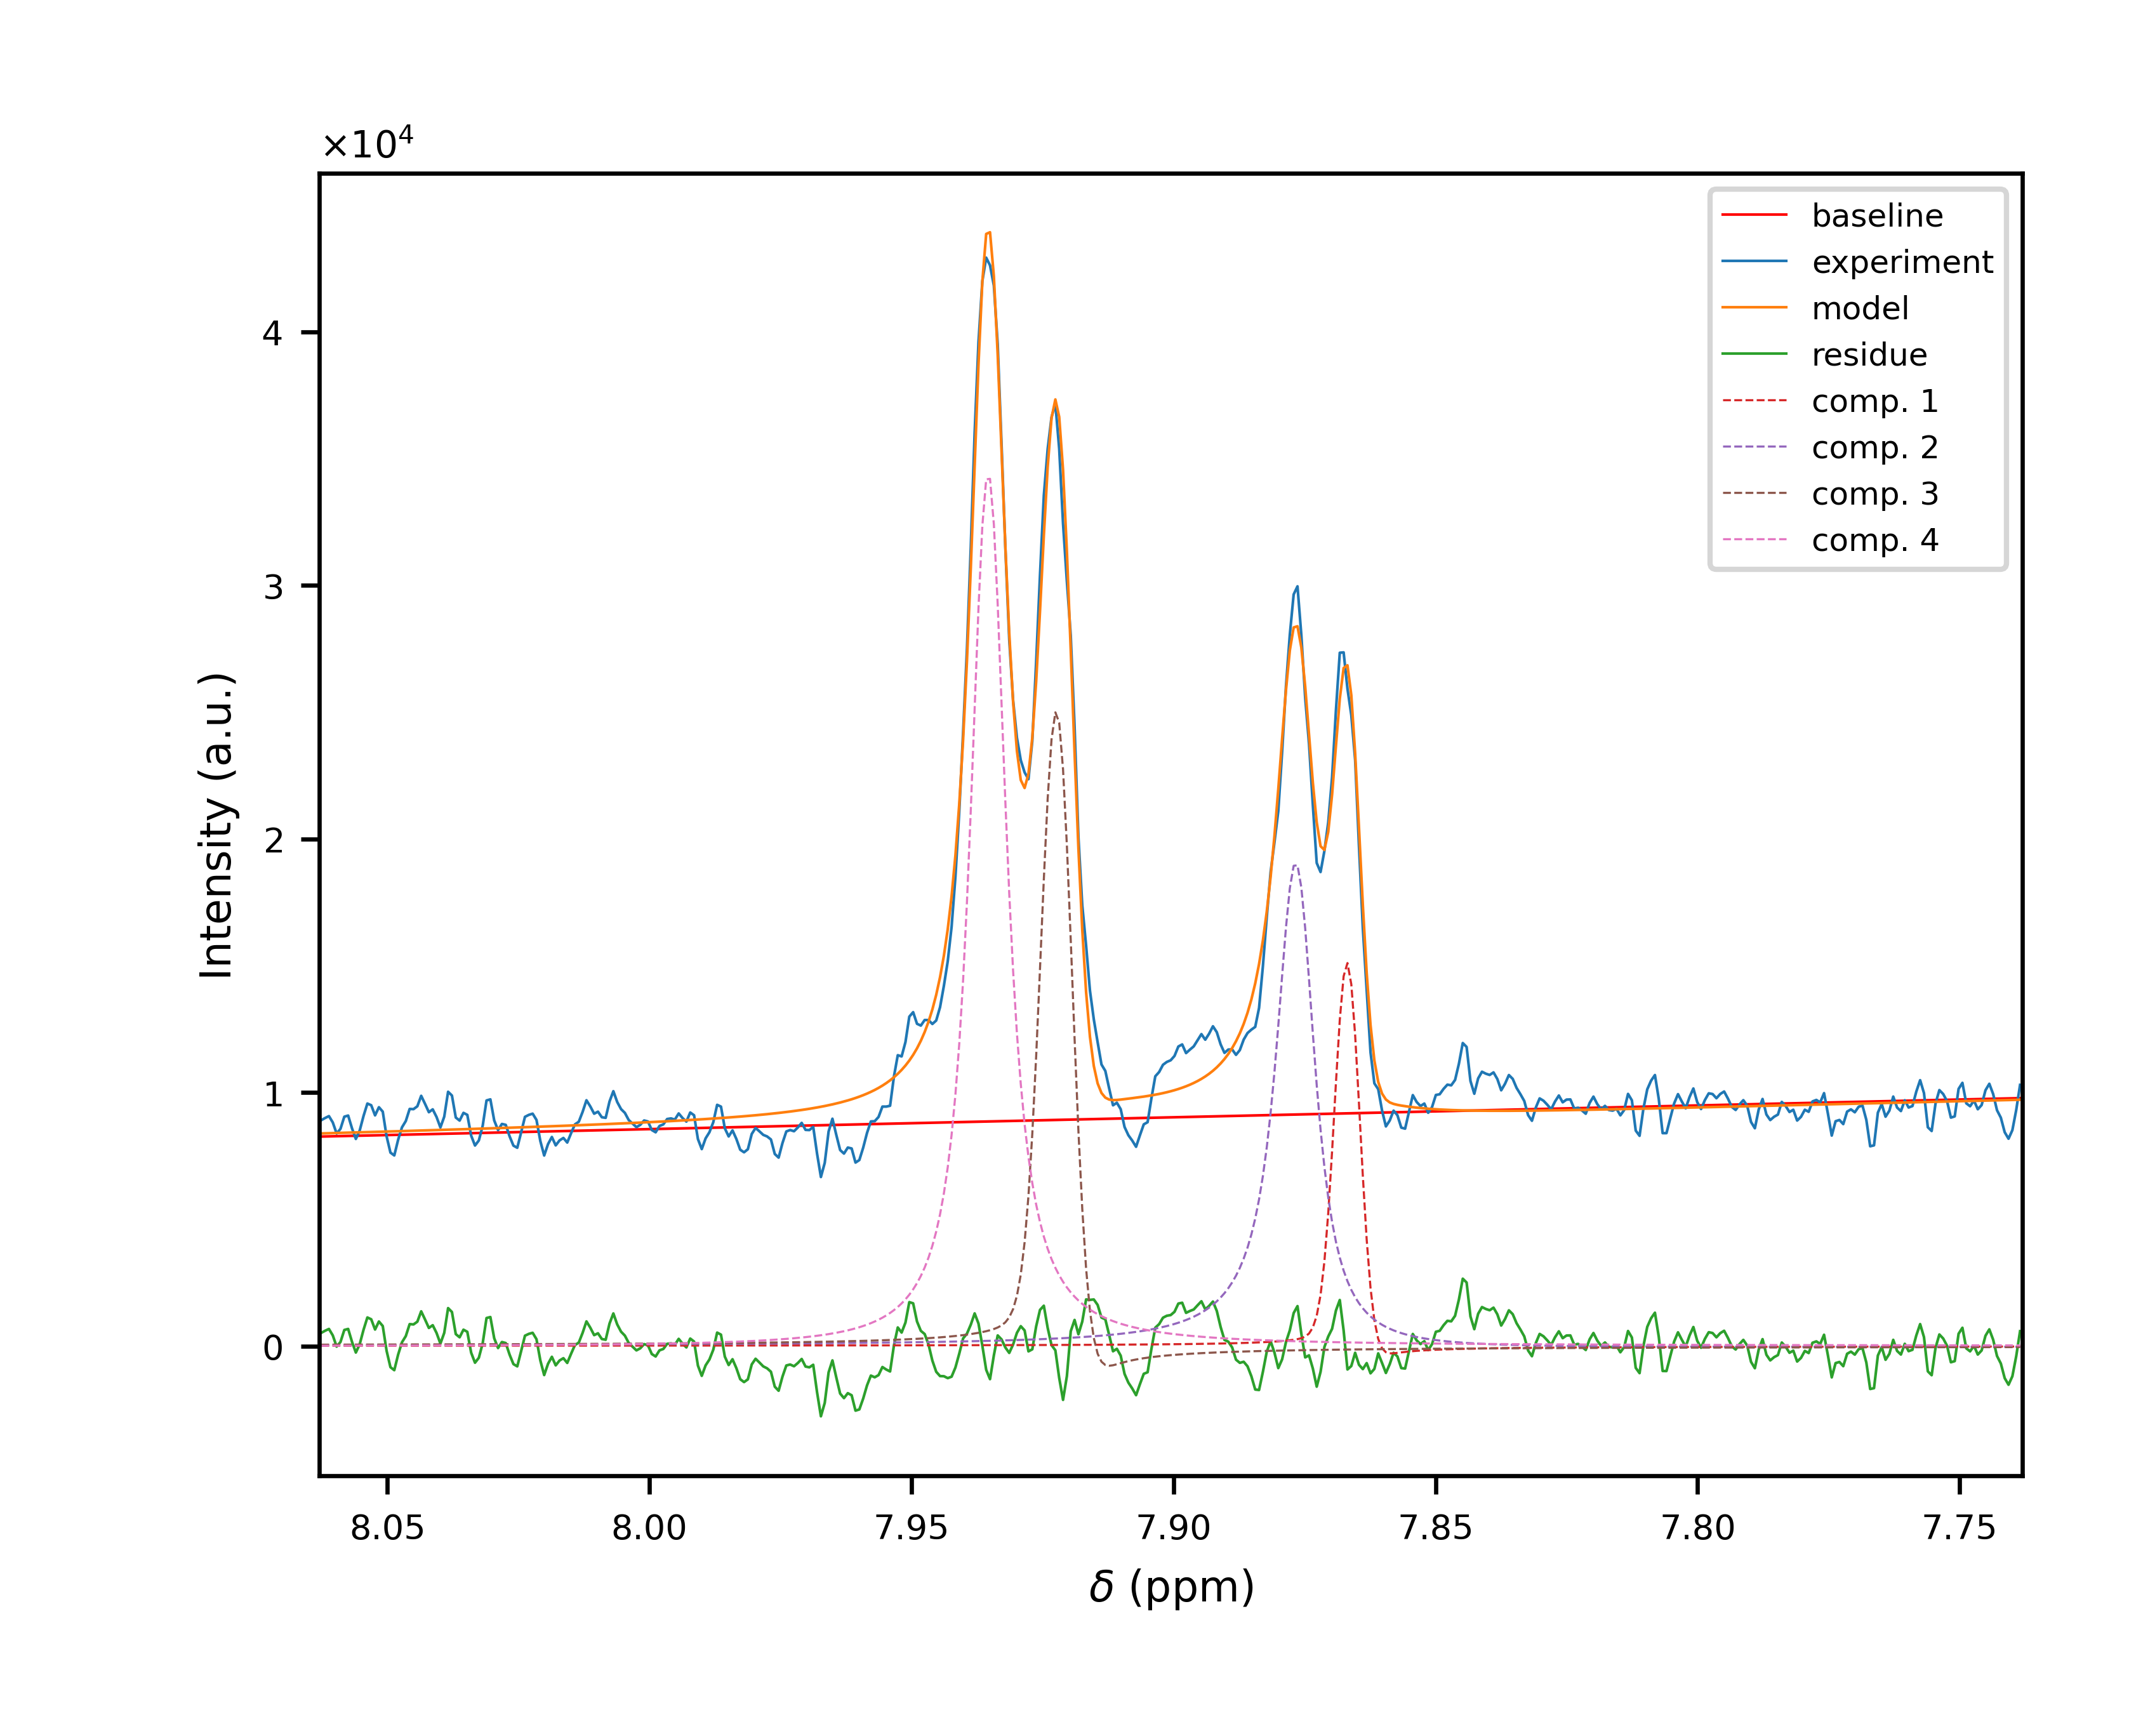 ×10⁴
baseline
experiment
model
residue
comp. 1
comp. 2
comp. 3
comp. 4
4
3
2
1
0
Intensity (a.u.)
8.05 8.00 7.95 7.90 7.85 7.80 7.75
δ (ppm)